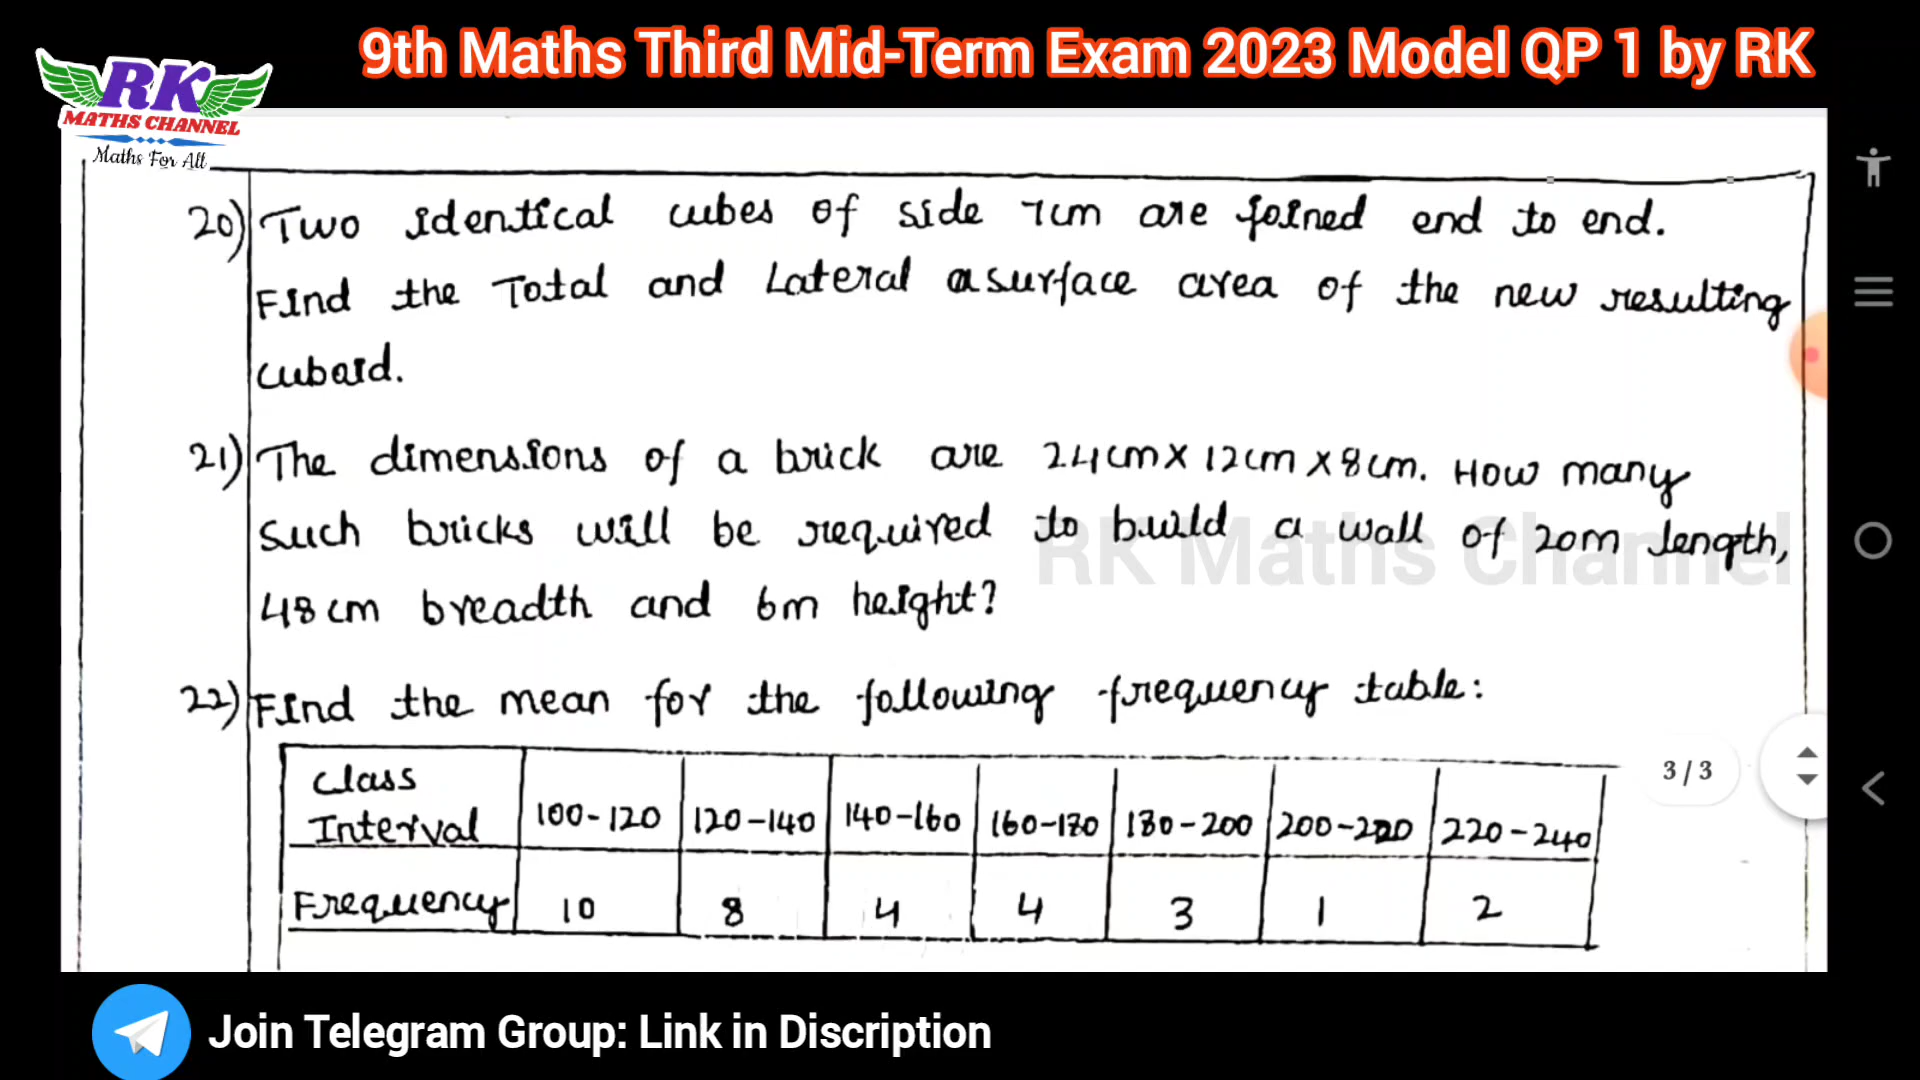 9th Maths Third Mid-Term Exam 2023 Model QP 1 by RK
RK
MATHS CHANNEL
Maths For All
20) Two identical cubes of side 7cm are joined end to end.
Find the Total and Lateral surface area of the new resulting
cuboid.
21) The dimensions of a brick are 24cm x 12cm x 8cm. How many
such bricks will be required to build a wall of 20m length,
48cm breadth and 6m height?
RK Maths Channel
22) Find the mean for the following frequency table:
Class
Interval 100-120 120-140 140-160 160-180 180-200 200-220 220-240
Frequency 10 8 4 4 3 1 2
3/3
Join Telegram Group: Link in Discription